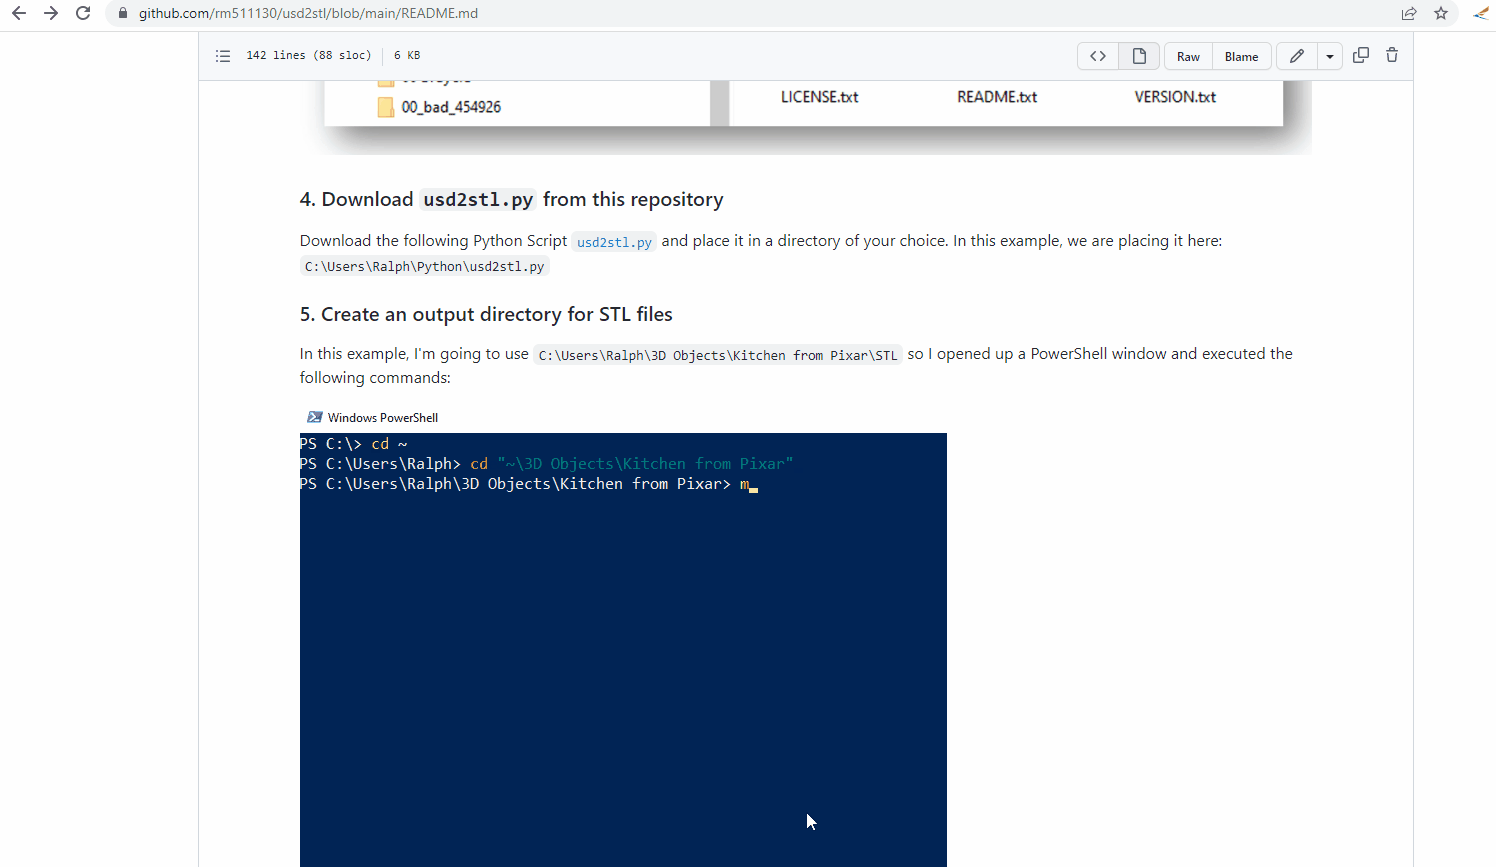 github.com/rm511130/usd2stl/blob/main/README.md
142 lines (88 sloc) 6 KB
Raw Blame
00_bad_454926 LICENSE.txt README.txt VERSION.txt
4. Download usd2stl.py from this repository
Download the following Python Script usd2stl.py and place it in a directory of your choice. In this example, we are placing it here:
C:\Users\Ralph\Python\usd2stl.py
5. Create an output directory for STL files
In this example, I'm going to use C:\Users\Ralph\3D Objects\Kitchen from Pixar\STL so I opened up a PowerShell window and executed the
following commands:
Windows PowerShell
PS C:\> cd ~
PS C:\Users\Ralph> cd "~\3D Objects\Kitchen from Pixar"
PS C:\Users\Ralph\3D Objects\Kitchen from Pixar> m